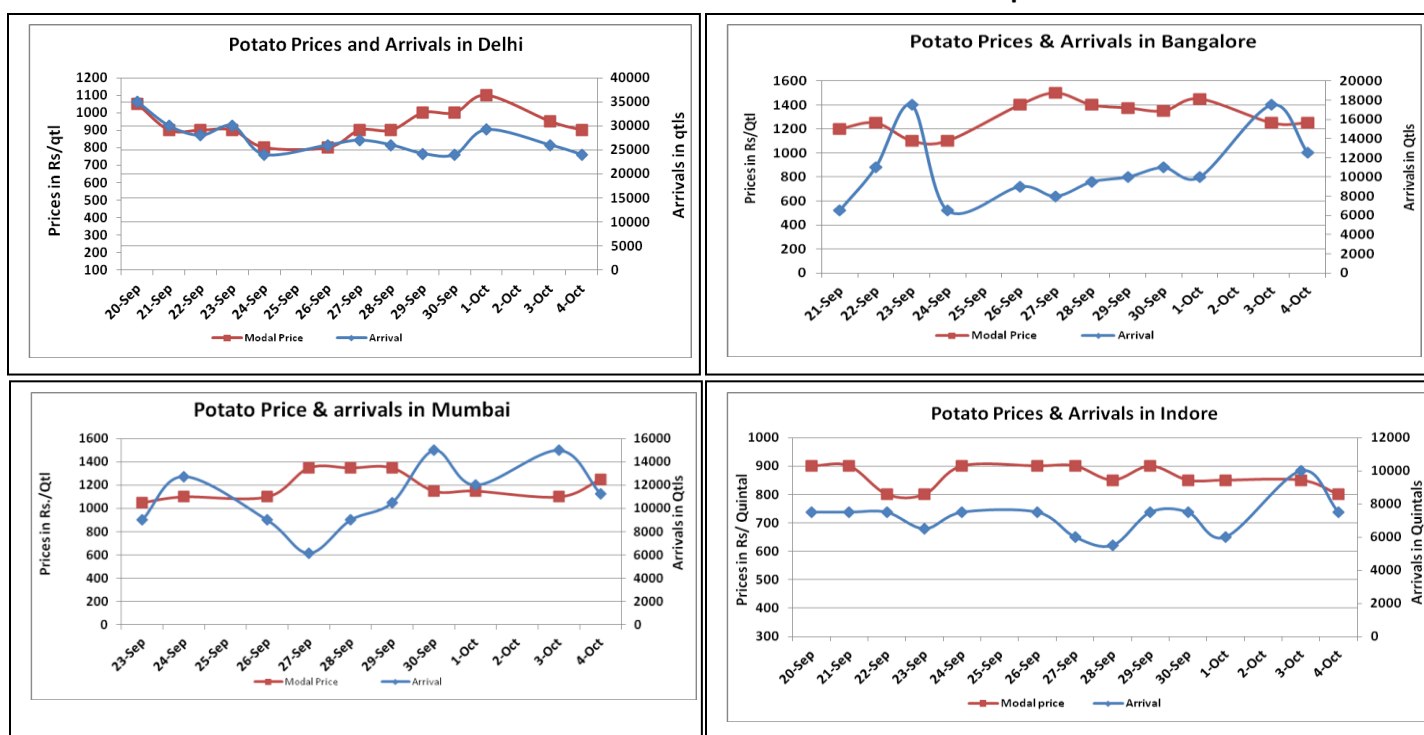 Potato Prices and Arrivals in Delhi
Prices in Rs/qtl
1200
1100
1000
900
800
700
600
500
400
300
200
100
40000
35000
30000
25000
20000
15000
10000
5000
0
Arrivals in qtls
20-Sep
21-Sep
22-Sep
23-Sep
24-Sep
25-Sep
26-Sep
27-Sep
28-Sep
29-Sep
30-Sep
1-Oct
2-Oct
3-Oct
4-Oct
Modal Price
Arrival
Potato Prices & Arrivals in Bangalore
Prices in Rs/Qtl
1600
1400
1200
1000
800
600
400
200
0
20000
18000
16000
14000
12000
10000
8000
6000
4000
2000
0
Arrivals in Qtls
21-Sep
22-Sep
23-Sep
24-Sep
25-Sep
26-Sep
27-Sep
28-Sep
29-Sep
30-Sep
1-Oct
2-Oct
3-Oct
4-Oct
Modal Price
Arrival
Potato Price & arrivals in Mumbai
Prices in Rs./Qtl
1600
1400
1200
1000
800
600
400
200
0
16000
14000
12000
10000
8000
6000
4000
2000
0
Arrivals in Qtls
23-Sep
24-Sep
25-Sep
26-Sep
27-Sep
28-Sep
29-Sep
30-Sep
1-Oct
2-Oct
3-Oct
4-Oct
Modal Price
Arrival
Potato Prices & Arrivals in Indore
Prices in Rs/ Quintal
1000
900
800
700
600
500
400
300
12000
10000
8000
6000
4000
2000
0
Arrivals in Quintals
20-Sep
21-Sep
22-Sep
23-Sep
24-Sep
25-Sep
26-Sep
27-Sep
28-Sep
29-Sep
30-Sep
1-Oct
2-Oct
3-Oct
4-Oct
Modal price
Arrival